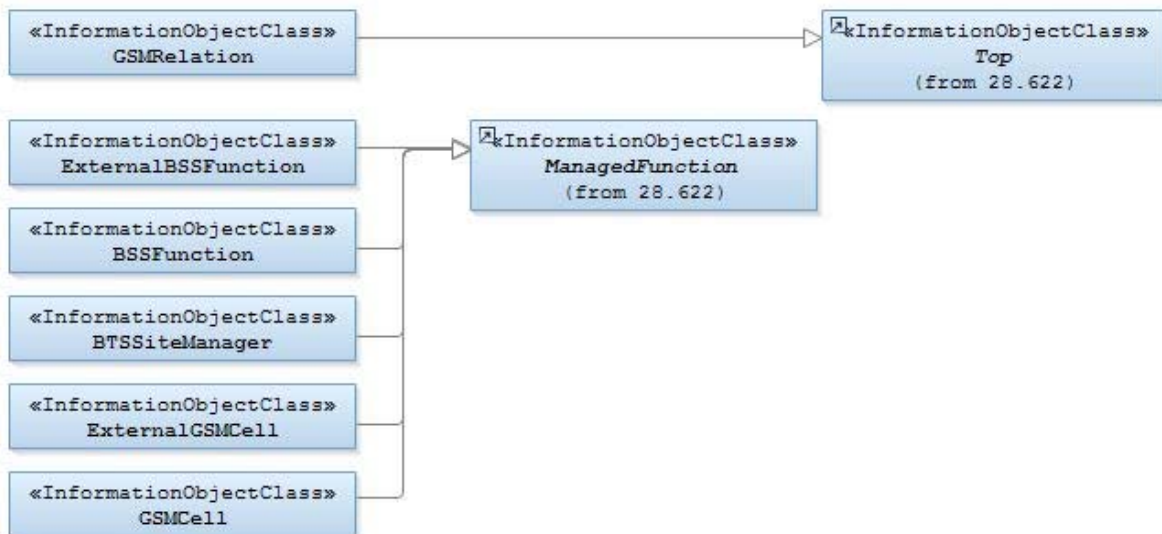 «InformationObjectClass»
GSMRelation
«InformationObjectClass»
Top
(from 28.622)
«InformationObjectClass»
ExternalBSSFunction
«InformationObjectClass»
ManagedFunction
(from 28.622)
«InformationObjectClass»
BSSFunction
«InformationObjectClass»
BTSSiteManager
«InformationObjectClass»
ExternalGSMCell
«InformationObjectClass»
GSMCell